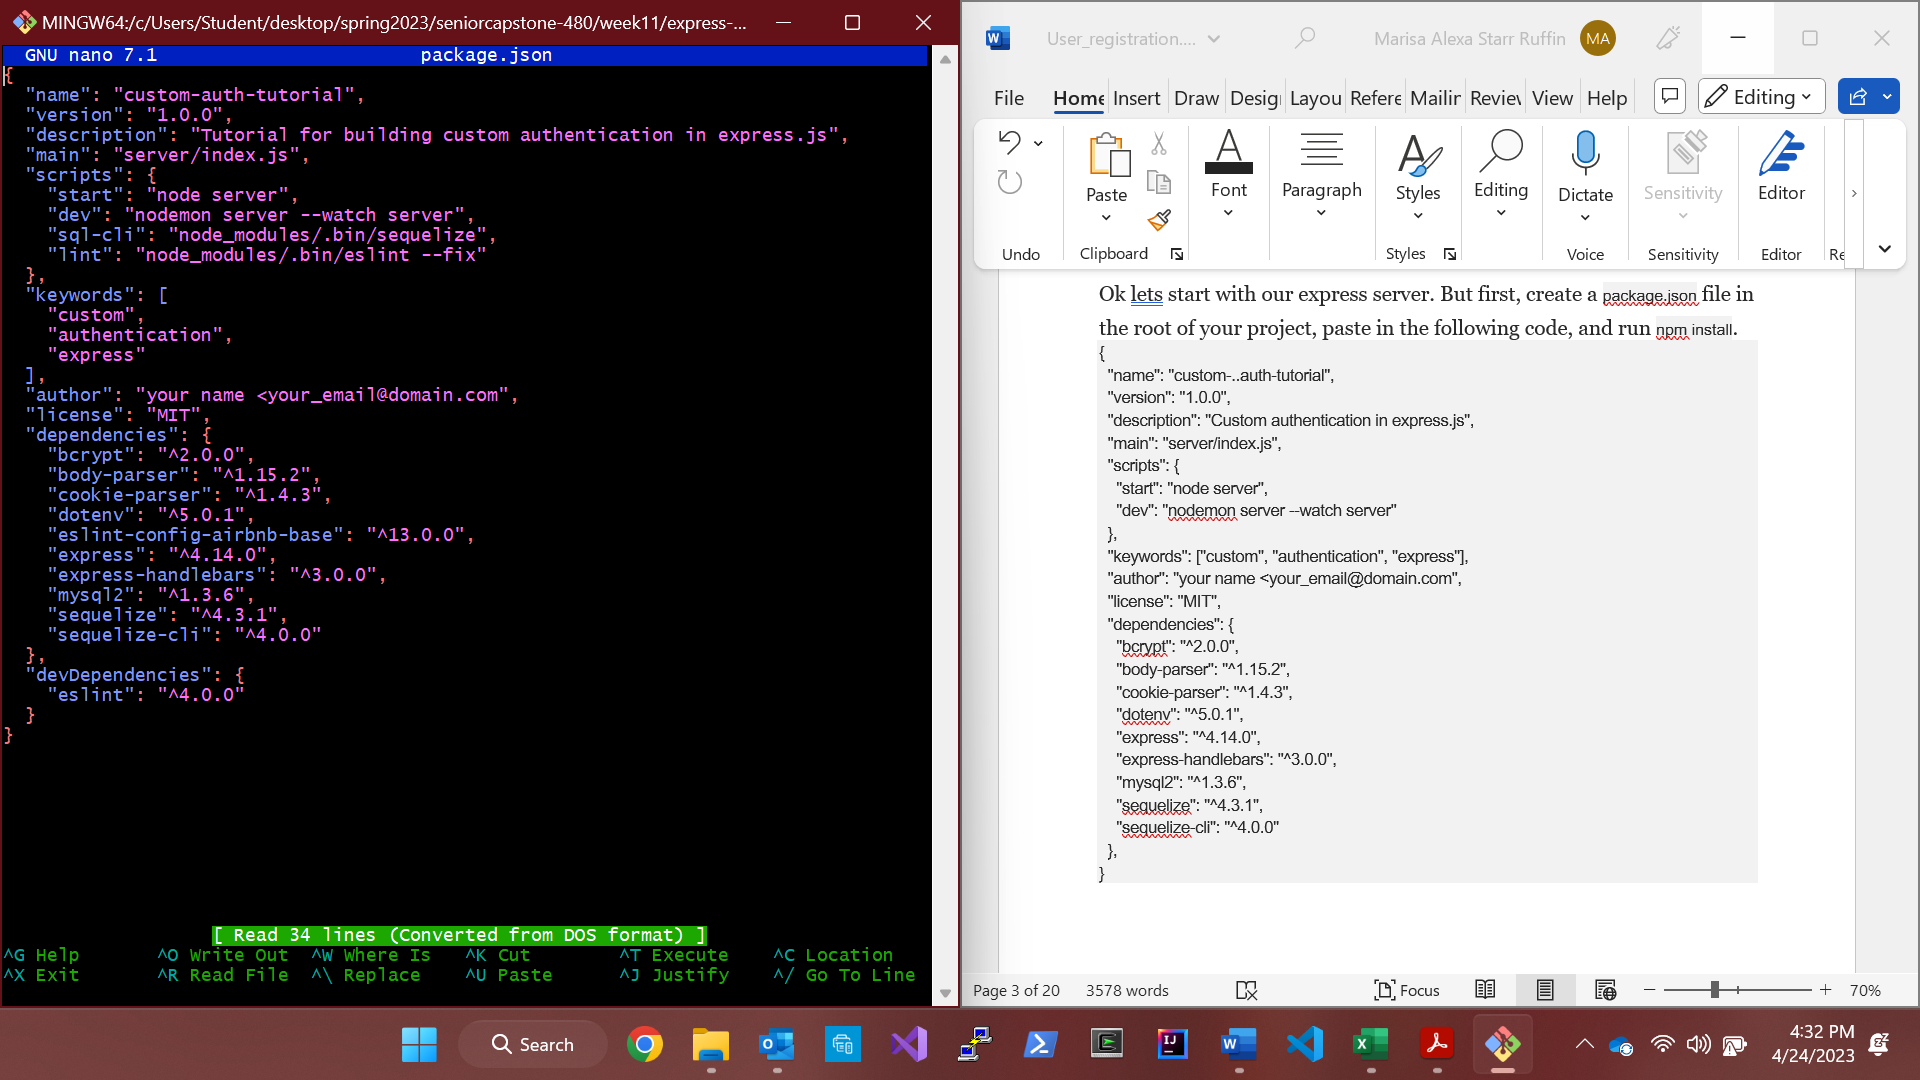 MINGW64:/c/Users/Student/desktop/spring2023/seniorcapstone-480/week11/express-...
GNU nano 7.1 package.json
{
"name": "custom-auth-tutorial",
"version": "1.0.0",
"description": "Tutorial for building custom authentication in express.js",
"main": "server/index.js",
"scripts": {
"start": "node server",
"dev": "nodemon server --watch server",
"sql-cli": "node_modules/.bin/sequelize",
"lint": "node_modules/.bin/eslint --fix"
},
"keywords": [
"custom",
"authentication",
"express"
],
"author": "your name <your_email@domain.com",
"license": "MIT",
"dependencies": {
"bcrypt": "^2.0.0",
"body-parser": "^1.15.2",
"cookie-parser": "^1.4.3",
"dotenv": "^5.0.1",
"eslint-config-airbnb-base": "^13.0.0",
"express": "^4.14.0",
"express-handlebars": "^3.0.0",
"mysql2": "^1.3.6",
"sequelize": "^4.3.1",
"sequelize-cli": "^4.0.0"
},
"devDependencies": {
"eslint": "^4.0.0"
}
}
[ Read 34 lines (Converted from DOS format) ]
^G Help ^O Write Out ^W Where Is ^K Cut ^T Execute ^C Location
^X Exit ^R Read File ^\ Replace ^U Paste ^J Justify ^/ Go To Line
User_registration.... Marisa Alexa Starr Ruffin MA
File Home Insert Draw Desig Layou Refere Mailir Review View Help Editing
Paste Font Paragraph Styles Editing Dictate Sensitivity Editor
Undo Clipboard Styles Voice Sensitivity Editor Re
Ok lets start with our express server. But first, create a package.json file in
the root of your project, paste in the following code, and run npm install.
{
"name": "custom-..auth-tutorial",
"version": "1.0.0",
"description": "Custom authentication in express.js",
"main": "server/index.js",
"scripts": {
"start": "node server",
"dev": "nodemon server --watch server"
},
"keywords": ["custom", "authentication", "express"],
"author": "your name <your_email@domain.com",
"license": "MIT",
"dependencies": {
"bcrypt": "^2.0.0",
"body-parser": "^1.15.2",
"cookie-parser": "^1.4.3",
"dotenv": "^5.0.1",
"express": "^4.14.0",
"express-handlebars": "^3.0.0",
"mysql2": "^1.3.6",
"sequelize": "^4.3.1",
"sequelize-cli": "^4.0.0"
},
}
Page 3 of 20 3578 words Focus 70%
Search
4:32 PM
4/24/2023